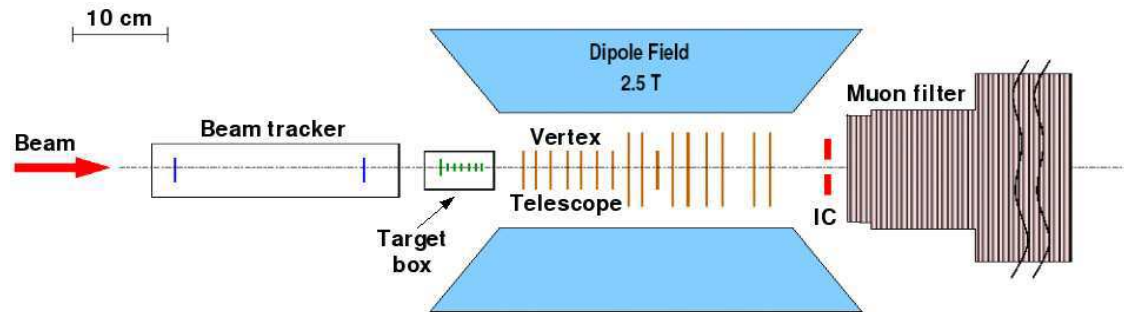 10 cm
Dipole Field
2.5 T
Muon filter
Beam tracker
Beam
Vertex
Telescope
IC
Target
box